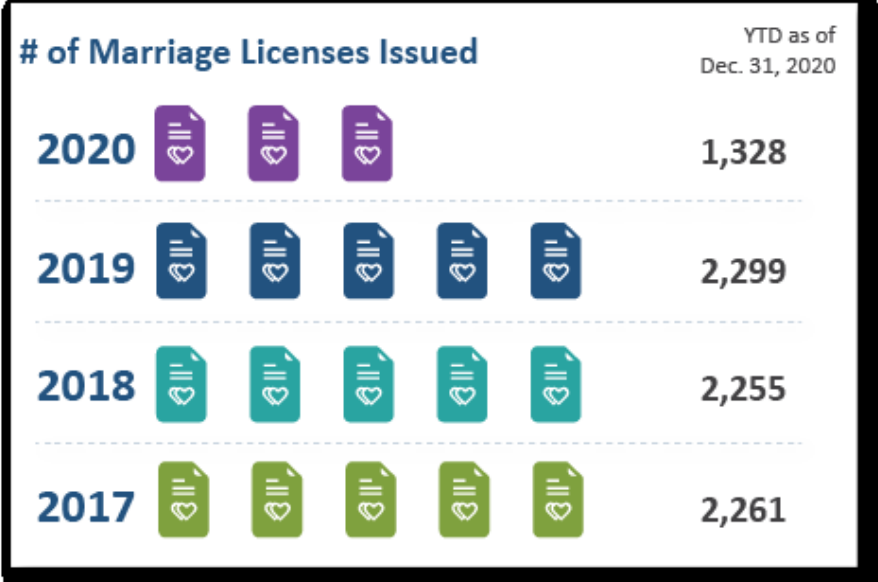 # of Marriage Licenses Issued
YTD as of
Dec. 31, 2020
2020 1,328
2019 2,299
2018 2,255
2017 2,261